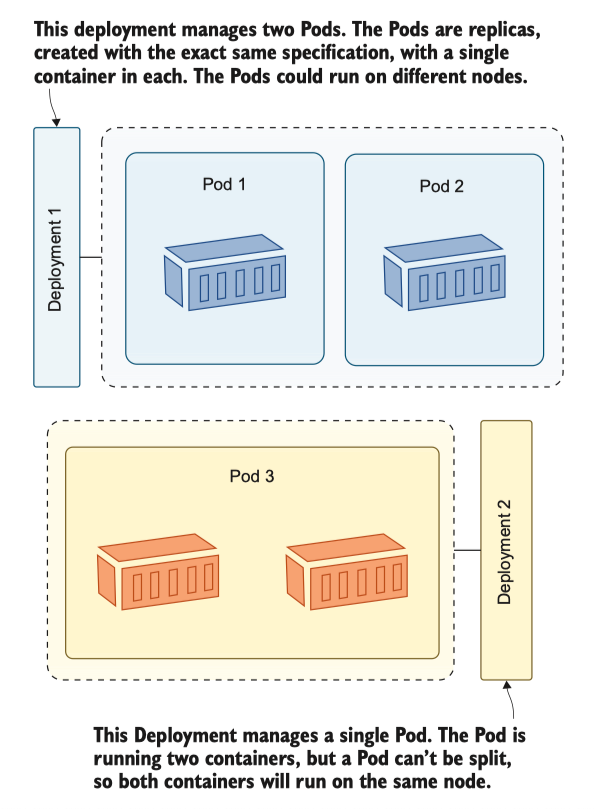 This deployment manages two Pods. The Pods are replicas,
created with the exact same specification, with a single
container in each. The Pods could run on different nodes.
Deployment 1
Pod 1
Pod 2
Pod 3
Deployment 2
This Deployment manages a single Pod. The Pod is
running two containers, but a Pod can't be split,
so both containers will run on the same node.